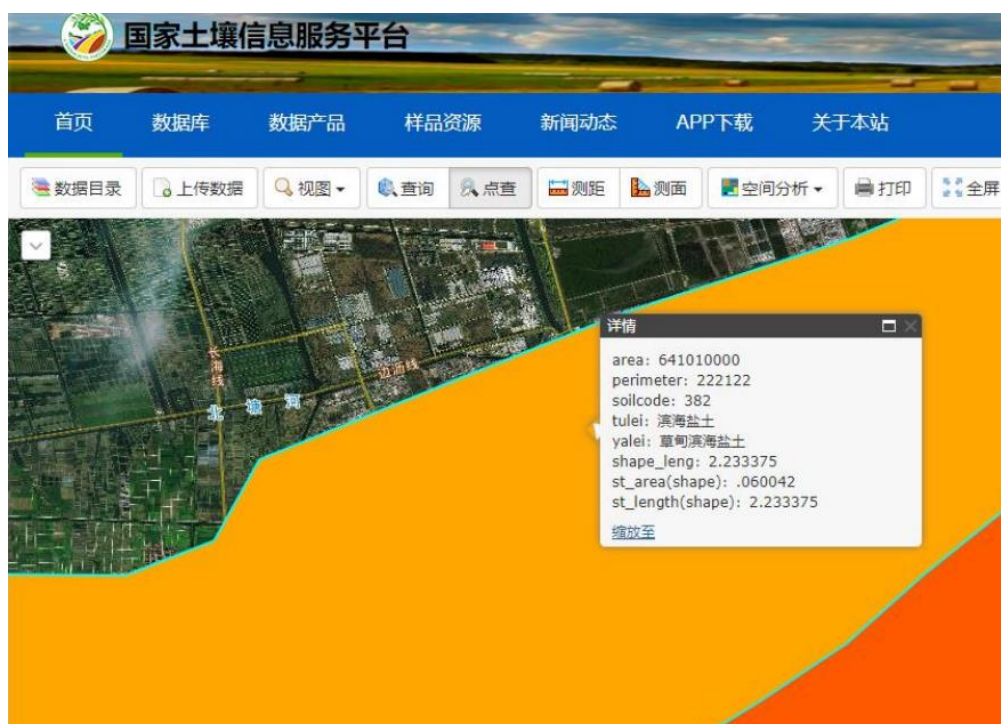 国家土壤信息服务平台
首页 数据库 数据产品 样品资源 新闻动态 APP下载 关于本站
数据目录 上传数据 视图 查询 点查 测距 测面 空间分析 打印 全屏
长海线
边沥线
北塘河
详情
area: 641010000
perimeter: 222122
soilcode: 382
tulei: 滨海盐土
yalei: 草甸滨海盐土
shape_leng: 2.233375
st_area(shape): .060042
st_length(shape): 2.233375
缩放至